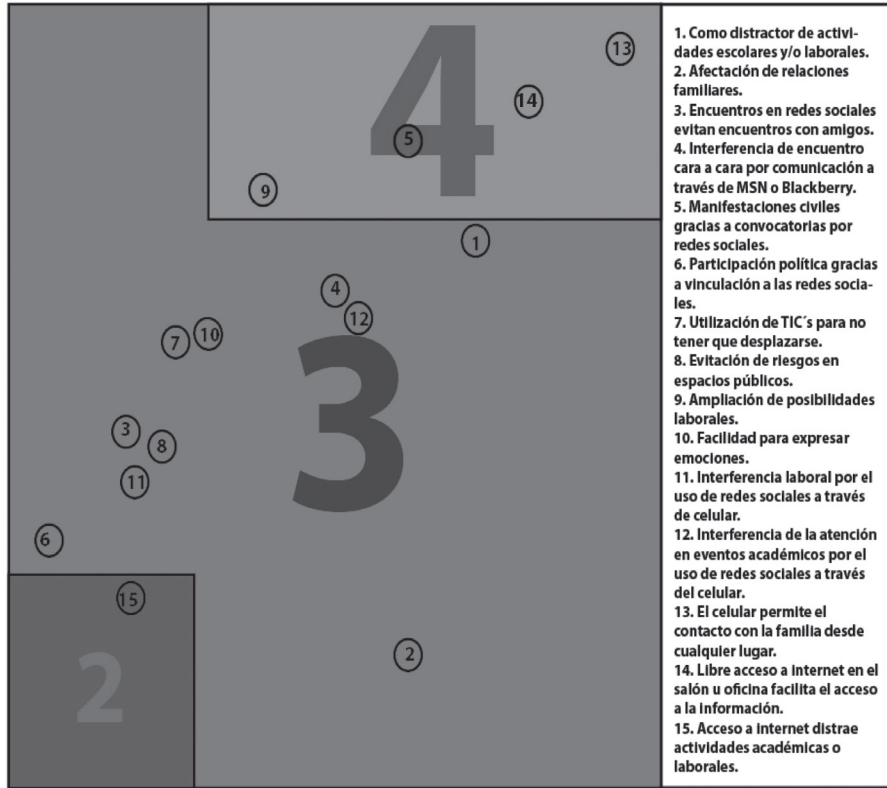 4
13
14
5
9
1
4
12
7
10
3
3
8
11
6
15
2
2
1. Como distractor de activi-
dades escolares y/o laborales.
2. Afectación de relaciones
familiares.
3. Encuentros en redes sociales
evitan encuentros con amigos.
4. Interferencia de encuentro
cara a cara por comunicación a
través de MSN o Blackberry.
5. Manifestaciones civiles
gracias a convocatorias por
redes sociales.
6. Participación política gracias
a vinculación a las redes socia-
les.
7. Utilización de TIC´s para no
tener que desplazarse.
8. Evitación de riesgos en
espacios públicos.
9. Ampliación de posibilidades
laborales.
10. Facilidad para expresar
emociones.
11. Interferencia laboral por el
uso de redes sociales a través
de celular.
12. Interferencia de la atención
en eventos académicos por el
uso de redes sociales a través
del celular.
13. El celular permite el
contacto con la familia desde
cualquier lugar.
14. Libre acceso a internet en el
salón u oficina facilita el acceso
a la información.
15. Acceso a internet distrae
actividades académicas o
laborales.